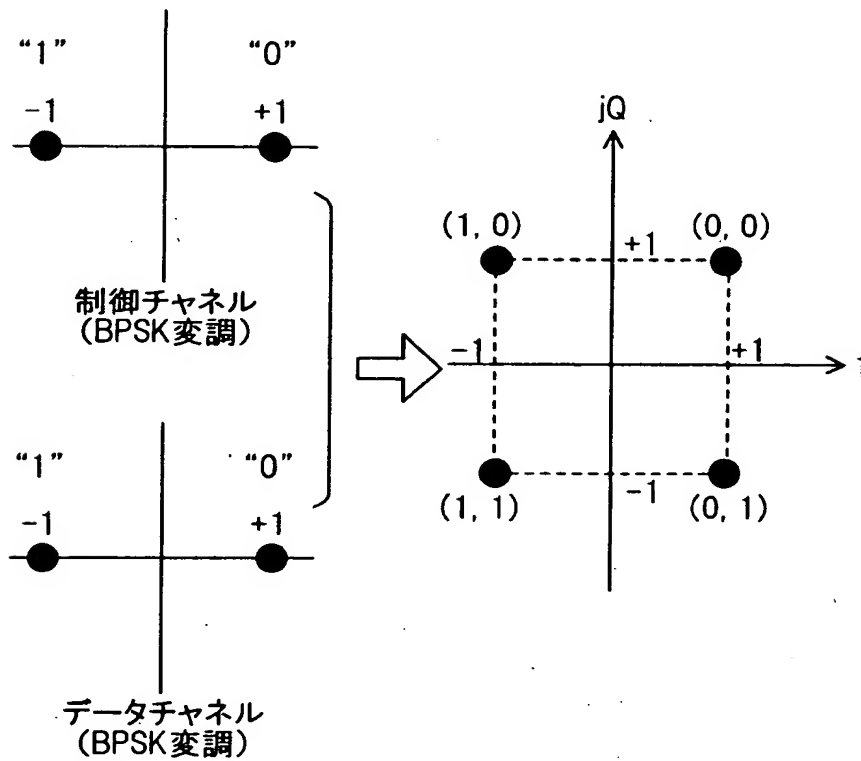 “1” “0”
-1 +1
制御チャネル
(BPSK変調)
“1” “0”
-1 +1
データチャネル
(BPSK変調)
jQ
(1, 0) (0, 0)
+1
-1 +1
-1
(1, 1) (0, 1)